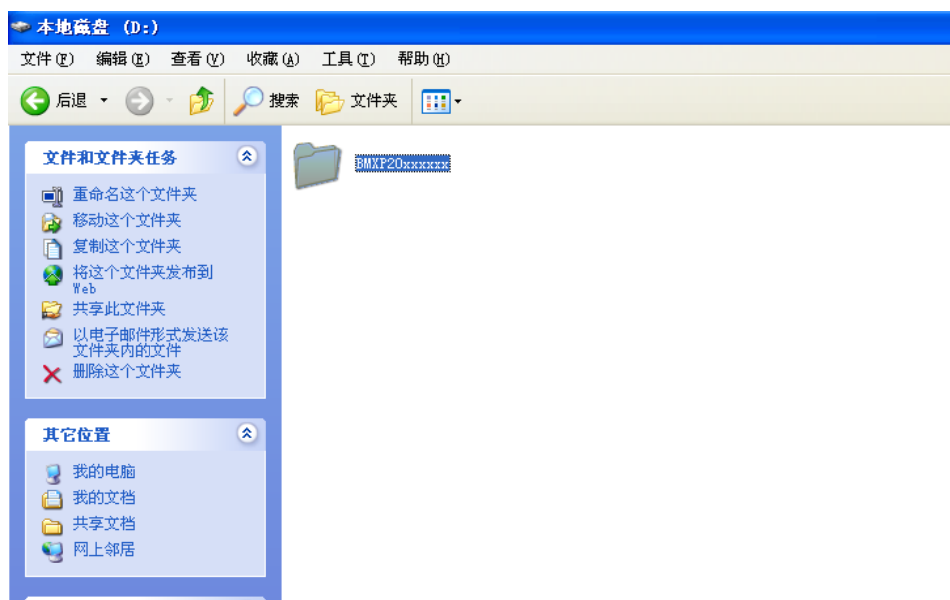 本地磁盘 (D:)
文件(F) 编辑(E) 查看(V) 收藏(A) 工具(T) 帮助(H)
后退 搜索 文件夹
文件和文件夹任务
重命名这个文件夹
移动这个文件夹
复制这个文件夹
将这个文件夹发布到
Web
共享此文件夹
以电子邮件形式发送该
文件夹内的文件
删除这个文件夹
其它位置
我的电脑
我的文档
共享文档
网上邻居
BMXP20xxxxxx